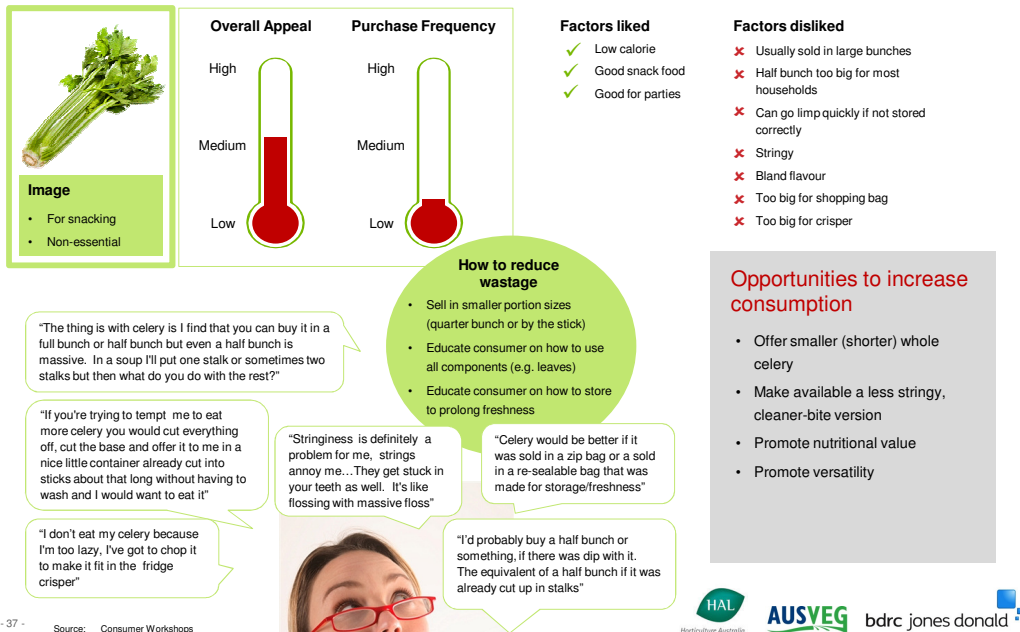 Overall Appeal
High
Medium
Low
Purchase Frequency
High
Medium
Low
Image
• For snacking
• Non-essential
Factors liked
Low calorie
Good snack food
Good for parties
Factors disliked
Usually sold in large bunches
Half bunch too big for most
households
Can go limp quickly if not stored
correctly
Stringy
Bland flavour
Too big for shopping bag
Too big for crisper
How to reduce
wastage
• Sell in smaller portion sizes
(quarter bunch or by the stick)
• Educate consumer on how to use
all components (e.g. leaves)
• Educate consumer on how to store
to prolong freshness
Opportunities to increase
consumption
• Offer smaller (shorter) whole
celery
• Make available a less stringy,
cleaner-bite version
• Promote nutritional value
• Promote versatility
“The thing is with celery is I find that you can buy it in a
full bunch or half bunch but even a half bunch is
massive. In a soup I'll put one stalk or sometimes two
stalks but then what do you do with the rest?”
“If you're trying to tempt me to eat
more celery you would cut everything
off, cut the base and offer it to me in a
nice little container already cut into
sticks about that long without having to
wash and I would want to eat it”
“Stringiness is definitely a
problem for me, strings
annoy me…They get stuck in
your teeth as well. It's like
flossing with massive floss”
“Celery would be better if it
was sold in a zip bag or a sold
in a re-sealable bag that was
made for storage/freshness”
“I don’t eat my celery because
I'm too lazy, I've got to chop it
to make it fit in the fridge
crisper”
“I’d probably buy a half bunch or
something, if there was dip with it.
The equivalent of a half bunch if it was
already cut up in stalks”
- 37 -
Source: Consumer Workshops
HAL
Horticulture Australia
AUSVEG
bdrc jones donald